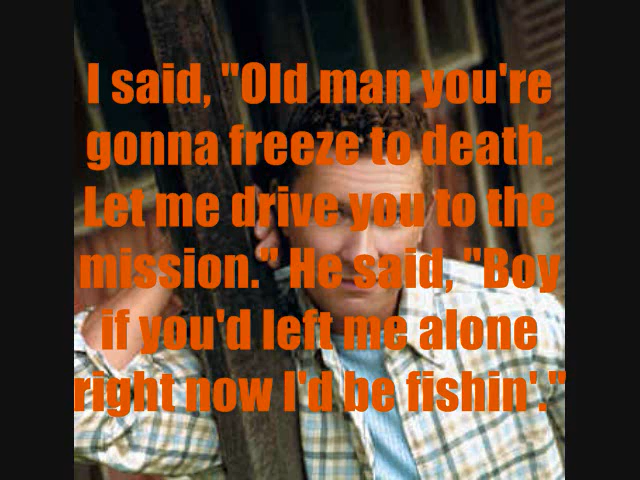 I said, "Old man you're
gonna freeze to death.
Let me drive you to the
mission." He said, "Boy
if you'd left me alone
right now I'd be fishin'."